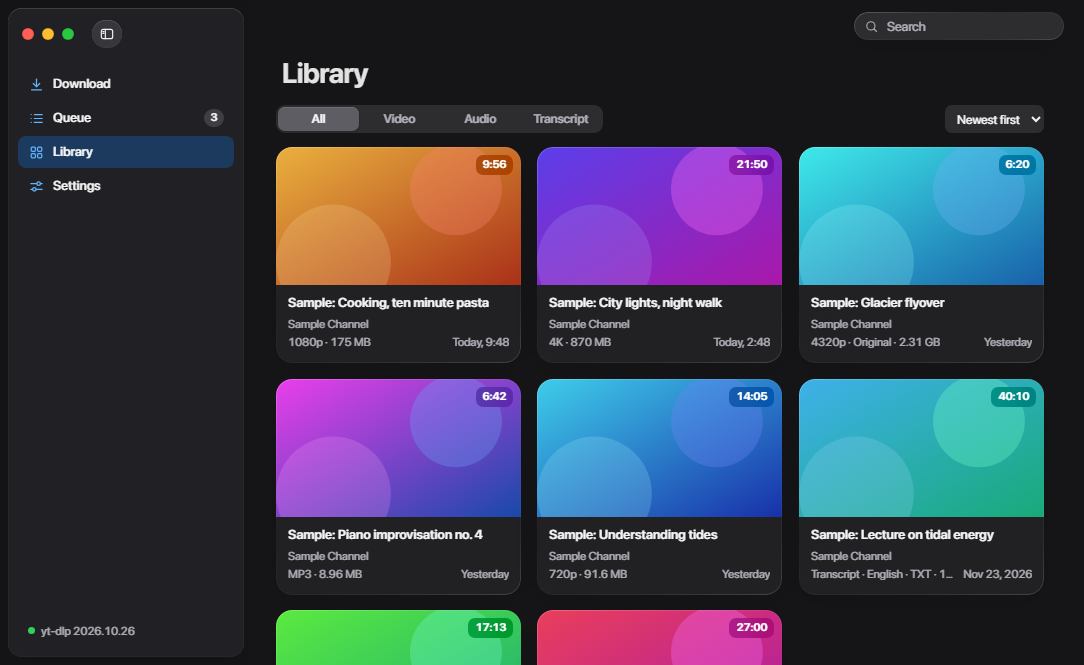 Search
Download
Queue
3
Library
Settings
yt-dlp 2026.10.26
Library
All
Video
Audio
Transcript
Newest first
9:56
Sample: Cooking, ten minute pasta
Sample Channel
1080p · 175 MB
Today, 9:48
21:50
Sample: City lights, night walk
Sample Channel
4K · 870 MB
Today, 2:48
6:20
Sample: Glacier flyover
Sample Channel
4320p · Original · 2.31 GB
Yesterday
6:42
Sample: Piano improvisation no. 4
Sample Channel
MP3 · 8.96 MB
Yesterday
14:05
Sample: Understanding tides
Sample Channel
720p · 91.6 MB
Yesterday
40:10
Sample: Lecture on tidal energy
Sample Channel
Transcript · English · TXT · 1...
Nov 23, 2026
17:13
27:00